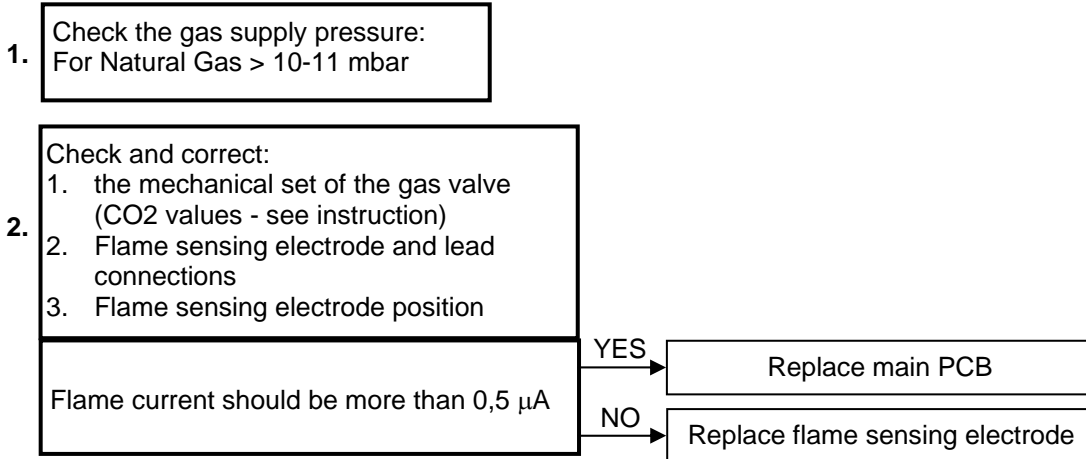 1.
Check the gas supply pressure:
For Natural Gas > 10-11 mbar
2.
Check and correct:
1. the mechanical set of the gas valve
(CO2 values - see instruction)
2. Flame sensing electrode and lead
connections
3. Flame sensing electrode position
Flame current should be more than 0,5 μA
YES
Replace main PCB
NO
Replace flame sensing electrode